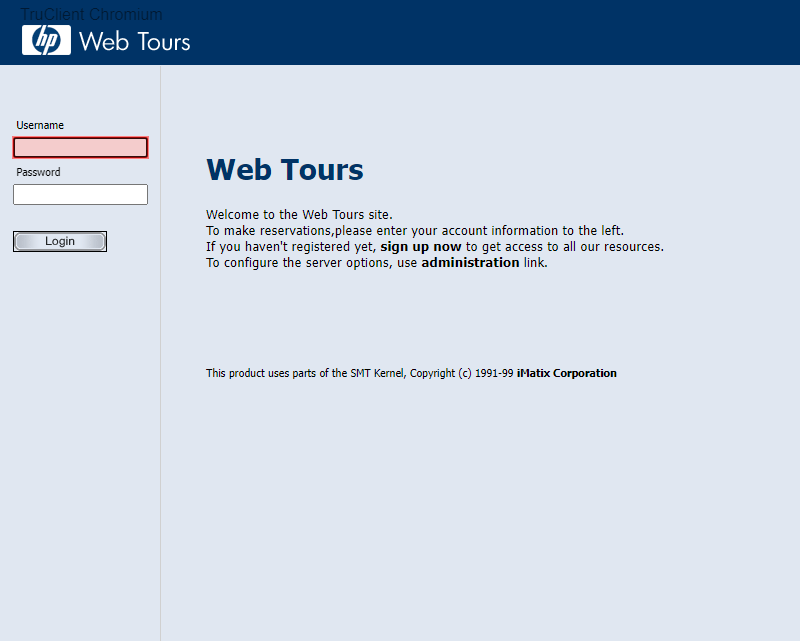 TruClient Chromium
hp Web Tours
Username
Password
Login
Web Tours
Welcome to the Web Tours site.
To make reservations,please enter your account information to the left.
If you haven't registered yet, sign up now to get access to all our resources.
To configure the server options, use administration link.
This product uses parts of the SMT Kernel, Copyright (c) 1991-99 iMatix Corporation